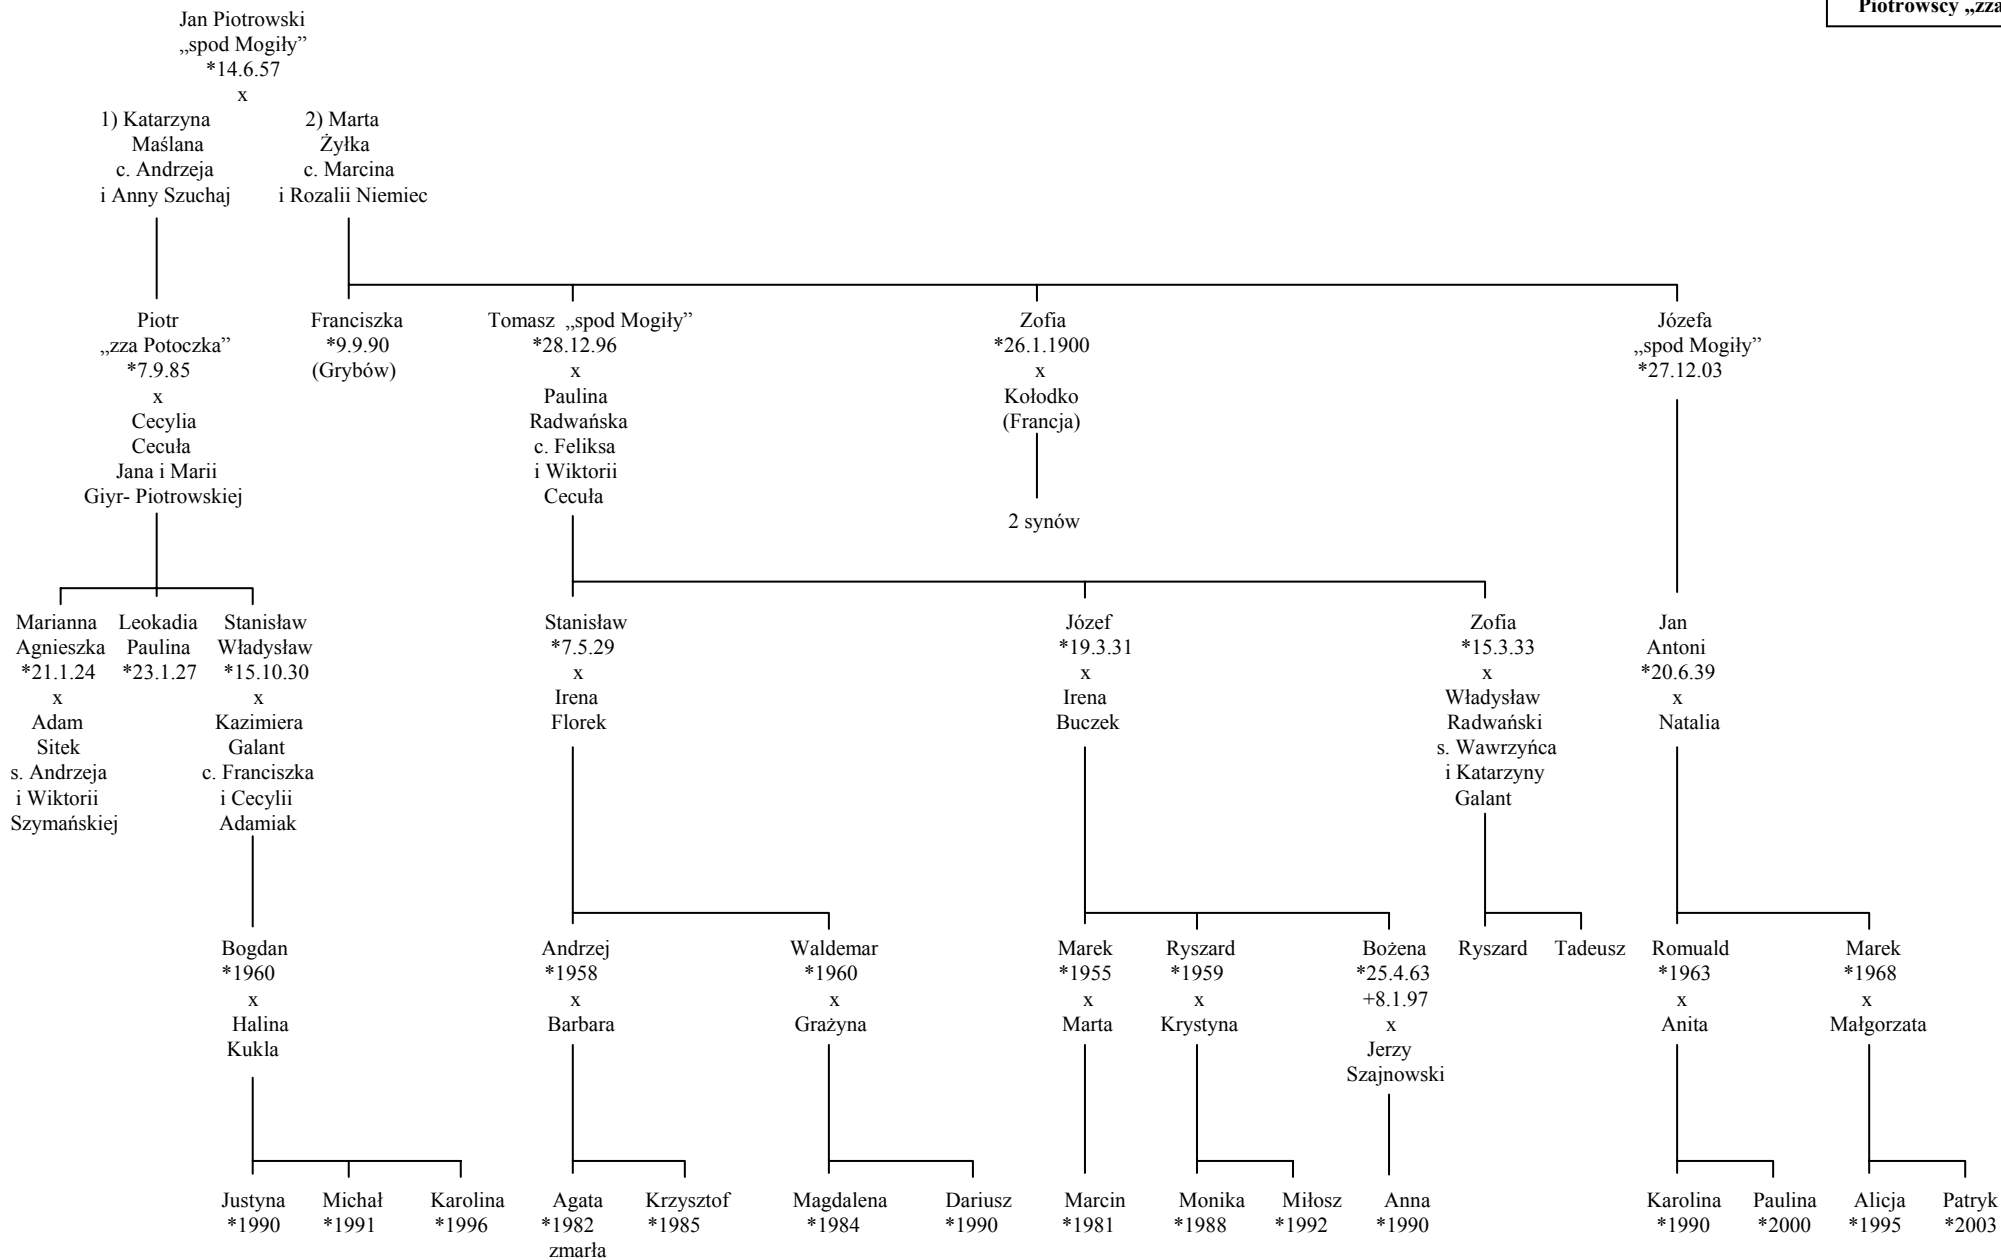 Piotrowscy „zza
Jan Piotrowski
„spod Mogiły”
*14.6.57
x
1) Katarzyna
Maślana
c. Andrzeja
i Anny Szuchaj
2) Marta
Żyłka
c. Marcina
i Rozalii Niemiec
Piotr
„zza Potoczka”
*7.9.85
x
Cecylia
Cecuła
Jana i Marii
Giyr- Piotrowskiej
Franciszka
*9.9.90
(Grybów)
Tomasz „spod Mogiły”
*28.12.96
x
Paulina
Radwańska
c. Feliksa
i Wiktorii
Cecuła
Zofia
*26.1.1900
x
Kołodko
(Francja)
2 synów
Józefa
„spod Mogiły”
*27.12.03
Marianna
Agnieszka
*21.1.24
x
Adam
Sitek
s. Andrzeja
i Wiktorii
Szymańskiej
Leokadia
Paulina
*23.1.27
Stanisław
Władysław
*15.10.30
x
Kazimiera
Galant
c. Franciszka
i Cecylii
Adamiak
Stanisław
*7.5.29
x
Irena
Florek
Józef
*19.3.31
x
Irena
Buczek
Zofia
*15.3.33
x
Władysław
Radwański
s. Wawrzyńca
i Katarzyny
Galant
Jan
Antoni
*20.6.39
x
Natalia
Bogdan
*1960
x
Halina
Kukla
Andrzej
*1958
x
Barbara
Waldemar
*1960
x
Grażyna
Marek
*1955
x
Marta
Ryszard
*1959
x
Krystyna
Bożena
*25.4.63
+8.1.97
x
Jerzy
Szajnowski
Ryszard
Tadeusz
Romuald
*1963
x
Anita
Marek
*1968
x
Małgorzata
Justyna
*1990
Michał
*1991
Karolina
*1996
Agata
*1982
zmarła
Krzysztof
*1985
Magdalena
*1984
Dariusz
*1990
Marcin
*1981
Monika
*1988
Miłosz
*1992
Anna
*1990
Karolina
*1990
Paulina
*2000
Alicja
*1995
Patryk
*2003